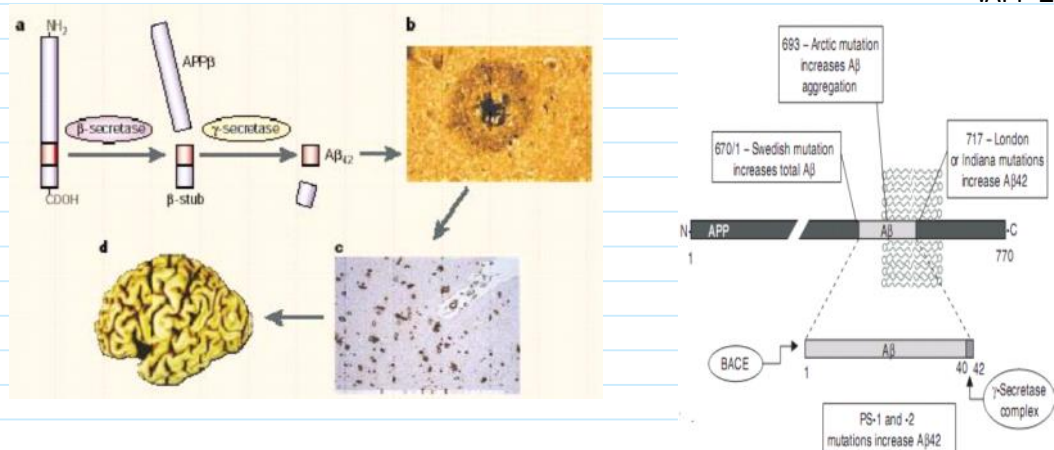 a
NH₂
APPβ
β-secretase
γ-secretase
Aβ₄₂
COOH
β-stub
b
c
d
693 – Arctic mutation
increases Aβ
aggregation
670/1 – Swedish mutation
increases total Aβ
717 – London
or Indiana mutations
increase Aβ42
N-
APP
Aβ
-C
1
770
BACE
Aβ
1
40 42
γ-Secretase
complex
PS-1 and -2
mutations increase Aβ42